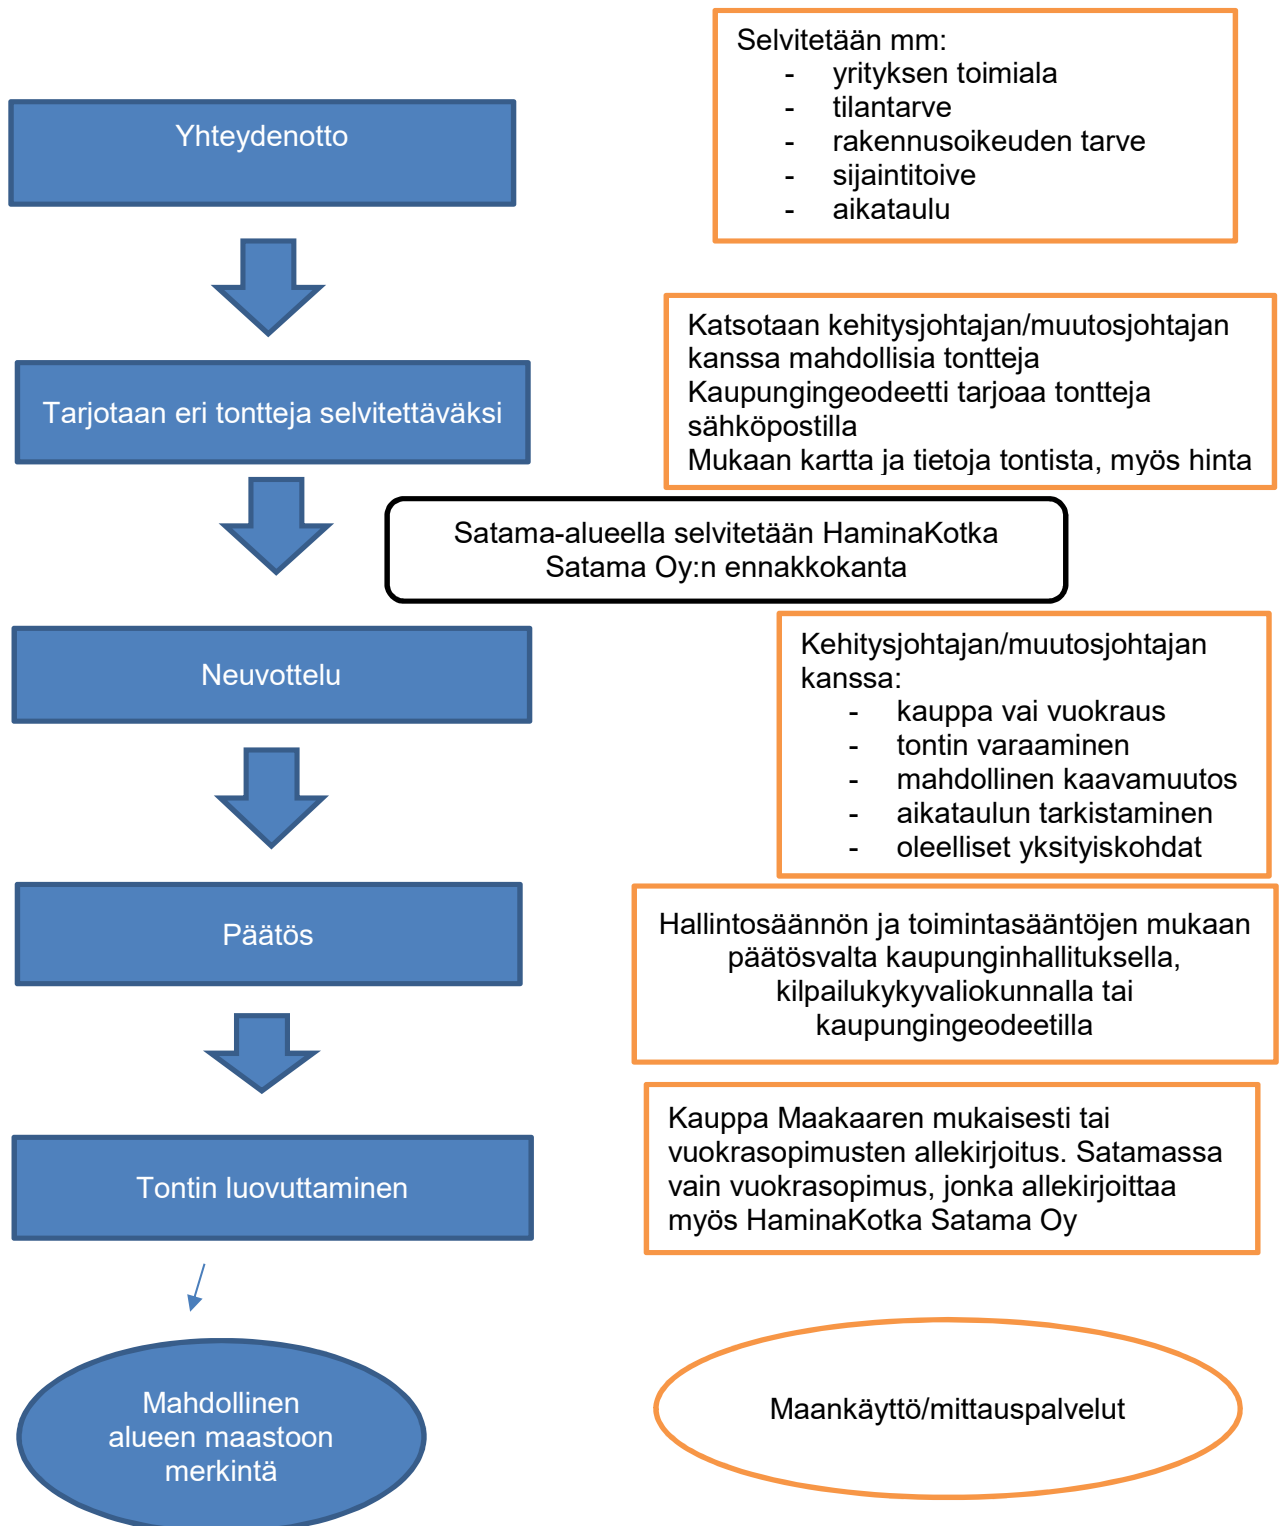 Yhteydenotto
Selvitetään mm:
- yrityksen toimiala
- tilantarve
- rakennusoikeuden tarve
- sijaintitoive
- aikataulu
Tarjotaan eri tontteja selvitettäväksi
Katsotaan kehitysjohtajan/muutosjohtajan
kanssa mahdollisia tontteja
Kaupungingeodeetti tarjoaa tontteja
sähköpostilla
Mukaan kartta ja tietoja tontista, myös hinta
Satama-alueella selvitetään HaminaKotka
Satama Oy:n ennakkokanta
Neuvottelu
Kehitysjohtajan/muutosjohtajan
kanssa:
- kauppa vai vuokraus
- tontin varaaminen
- mahdollinen kaavamuutos
- aikataulun tarkistaminen
- oleelliset yksityiskohdat
Päätös
Hallintosäännön ja toimintasääntöjen mukaan
päätösvalta kaupunginhallituksella,
kilpailukykyvaliokunnalla tai
kaupungingeodeetilla
Tontin luovuttaminen
Kauppa Maakaaren mukaisesti tai
vuokrasopimusten allekirjoitus. Satamassa
vain vuokrasopimus, jonka allekirjoittaa
myös HaminaKotka Satama Oy
Mahdollinen
alueen maastoon
merkintä
Maankäyttö/mittauspalvelut